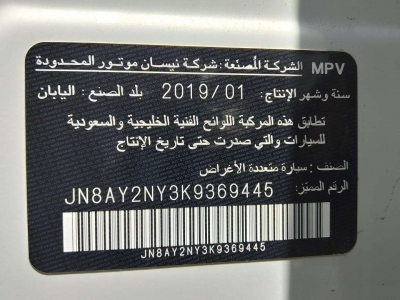 MPV الشركة المصنعة : شركة نيسان موتور المحدودة
سنة وشهر الإنتاج: 2019/01 بلد الصنع: اليابان
تطابق هذه المركبة اللوائح الفنية الخليجية والسعودية
للسيارات والتي صدرت حتى تاريخ الإنتاج
الصنف: سيارة متعددة الأغراض
الرقم المميز: JN8AY2NY3K9369445
JN8AY2NY3K9369445